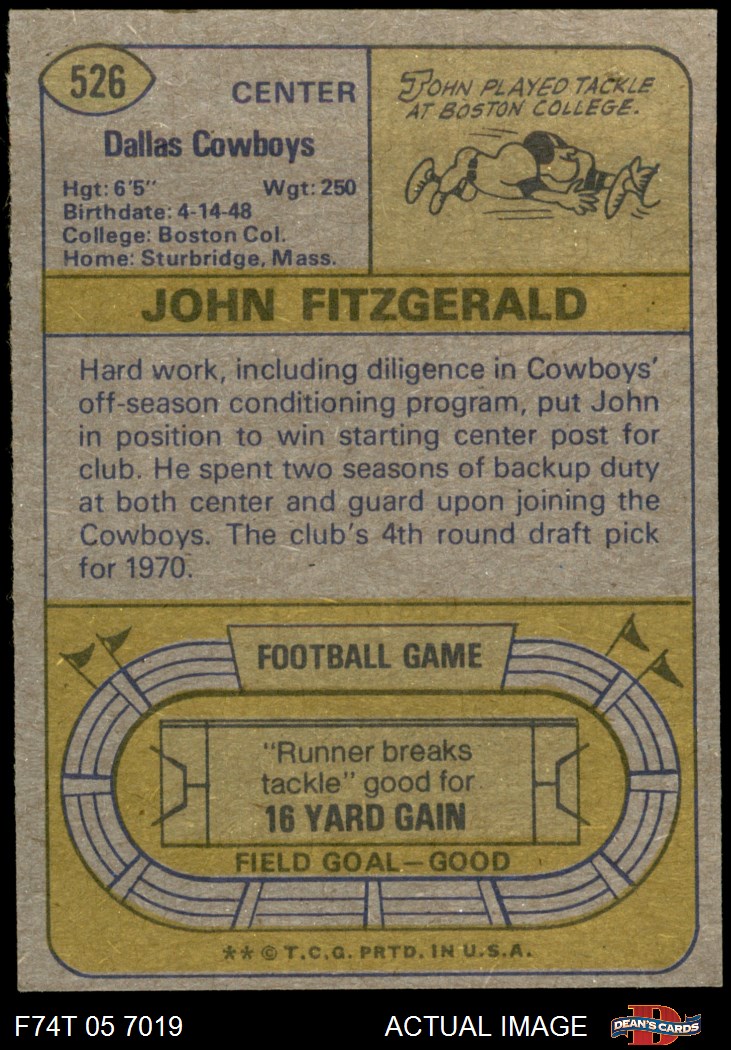 526
CENTER
Dallas Cowboys
Hgt: 6'5" Wgt: 250
Birthdate: 4-14-48
College: Boston Col.
Home: Sturbridge, Mass.
JOHN PLAYED TACKLE
AT BOSTON COLLEGE.
JOHN FITZGERALD
Hard work, including diligence in Cowboys'
off-season conditioning program, put John
in position to win starting center post for
club. He spent two seasons of backup duty
at both center and guard upon joining the
Cowboys. The club's 4th round draft pick
for 1970.
FOOTBALL GAME
"Runner breaks
tackle" good for
16 YARD GAIN
FIELD GOAL—GOOD
** © T.C.G. PRTD. IN U.S.A.
F74T 05 7019
ACTUAL IMAGE
D
DEAN'S CARDS